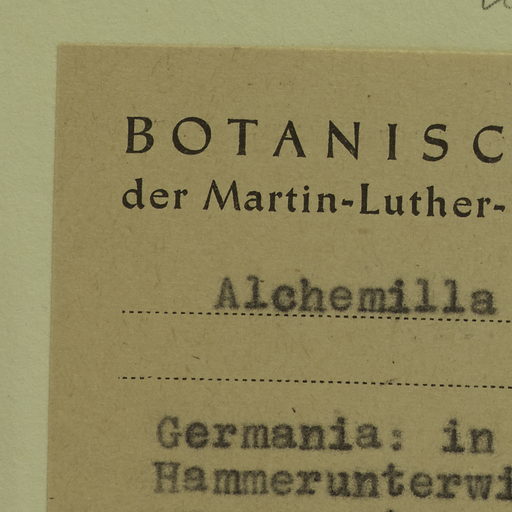 BOTANISC
der Martin-Luther-
Alchemilla
Germania: in
Hammerunterwi